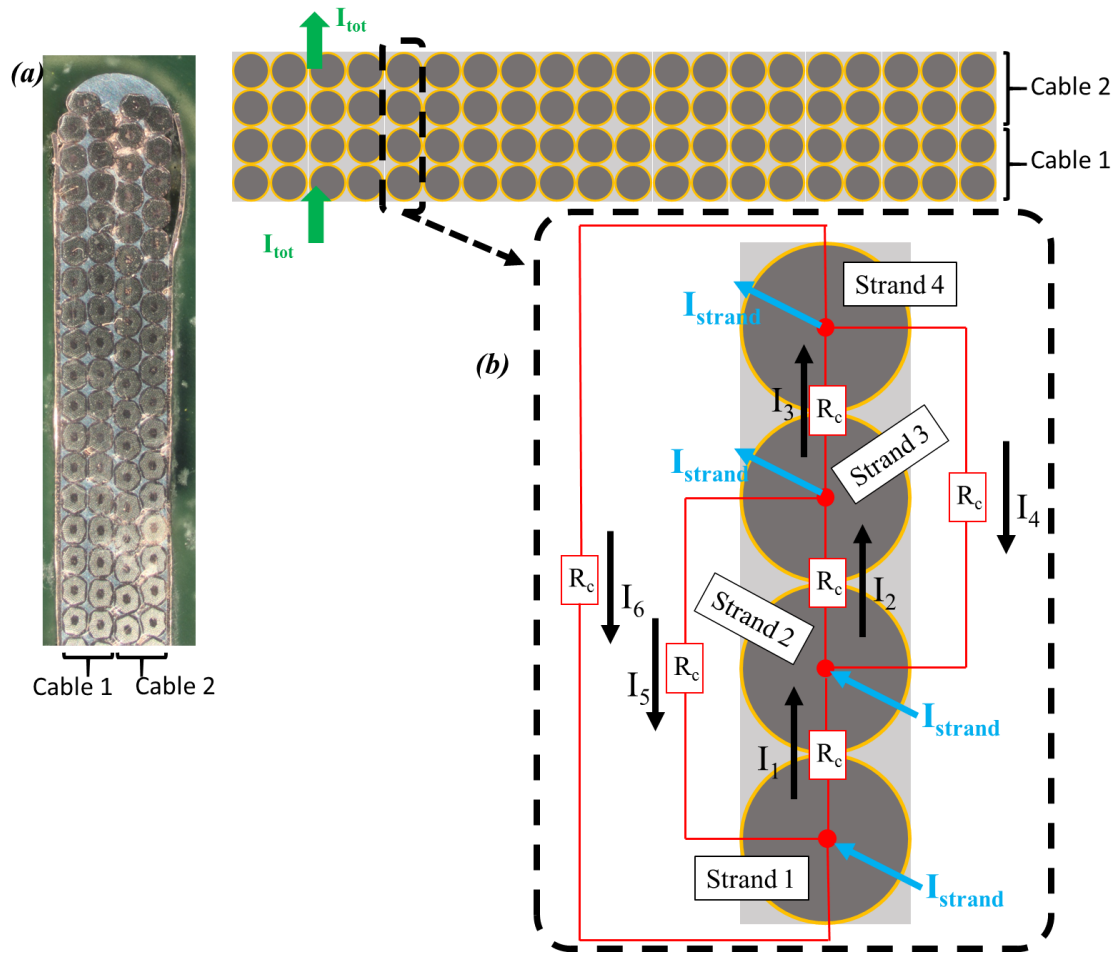 (a)
I_tot
Cable 2
Cable 1
I_tot
Cable 1
Cable 2
(b)
Strand 4
I_strand
I_3
R_c
Strand 3
I_strand
R_c
I_4
R_c
I_6
R_c
I_2
Strand 2
R_c
I_5
I_strand
R_c
I_1
Strand 1
I_strand